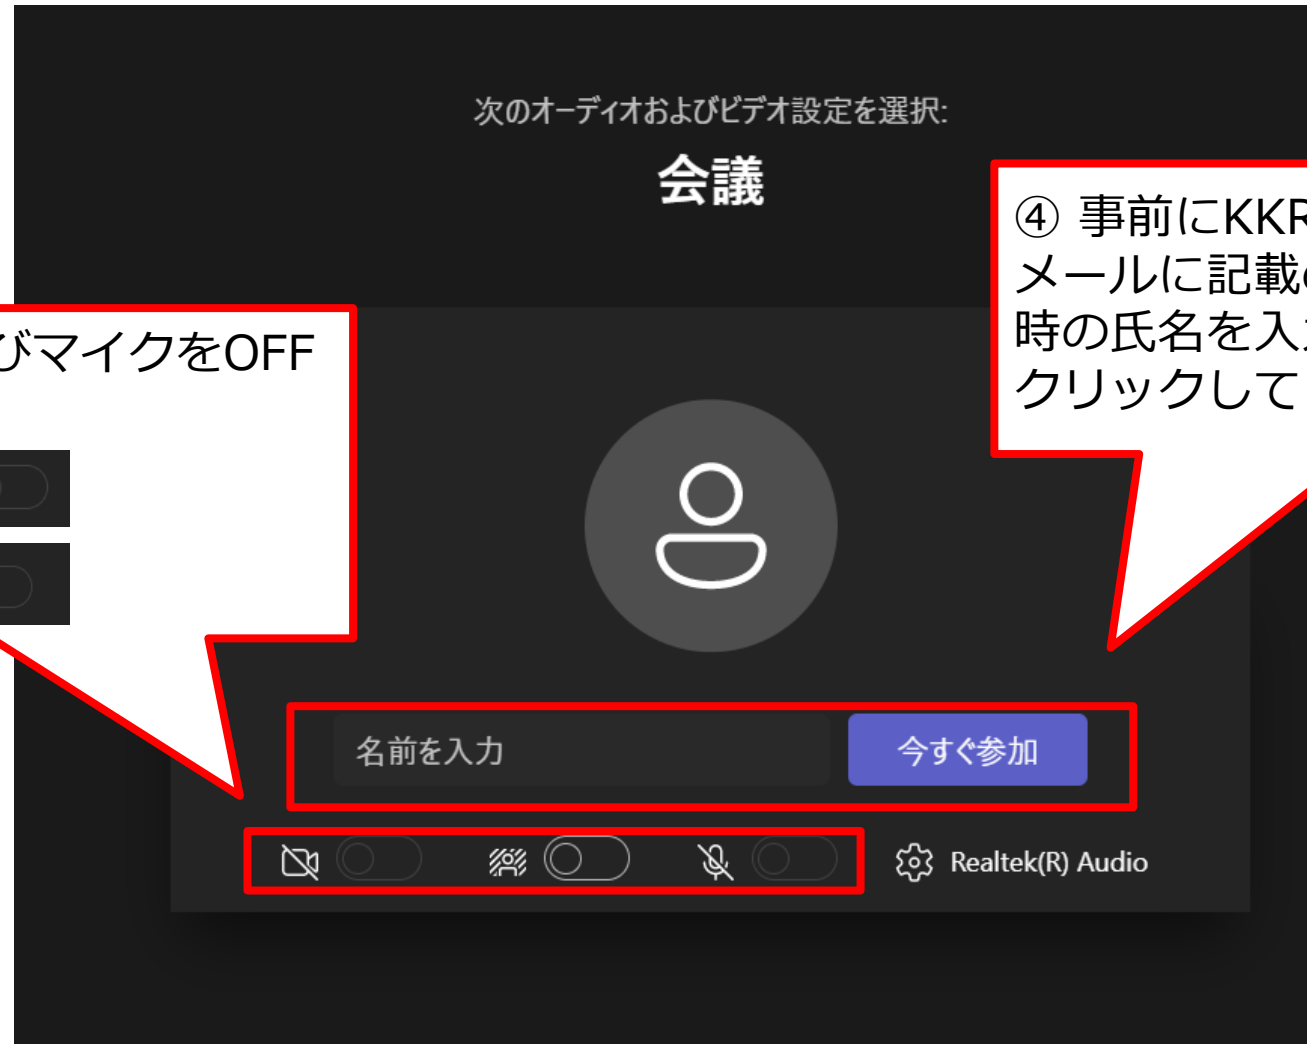 次のオーディオおよびビデオ設定を選択:
会議
④ 事前にKKR
メールに記載
時の氏名を入
クリックして
びマイクをOFF
名前を入力
今すぐ参加
Realtek(R) Audio